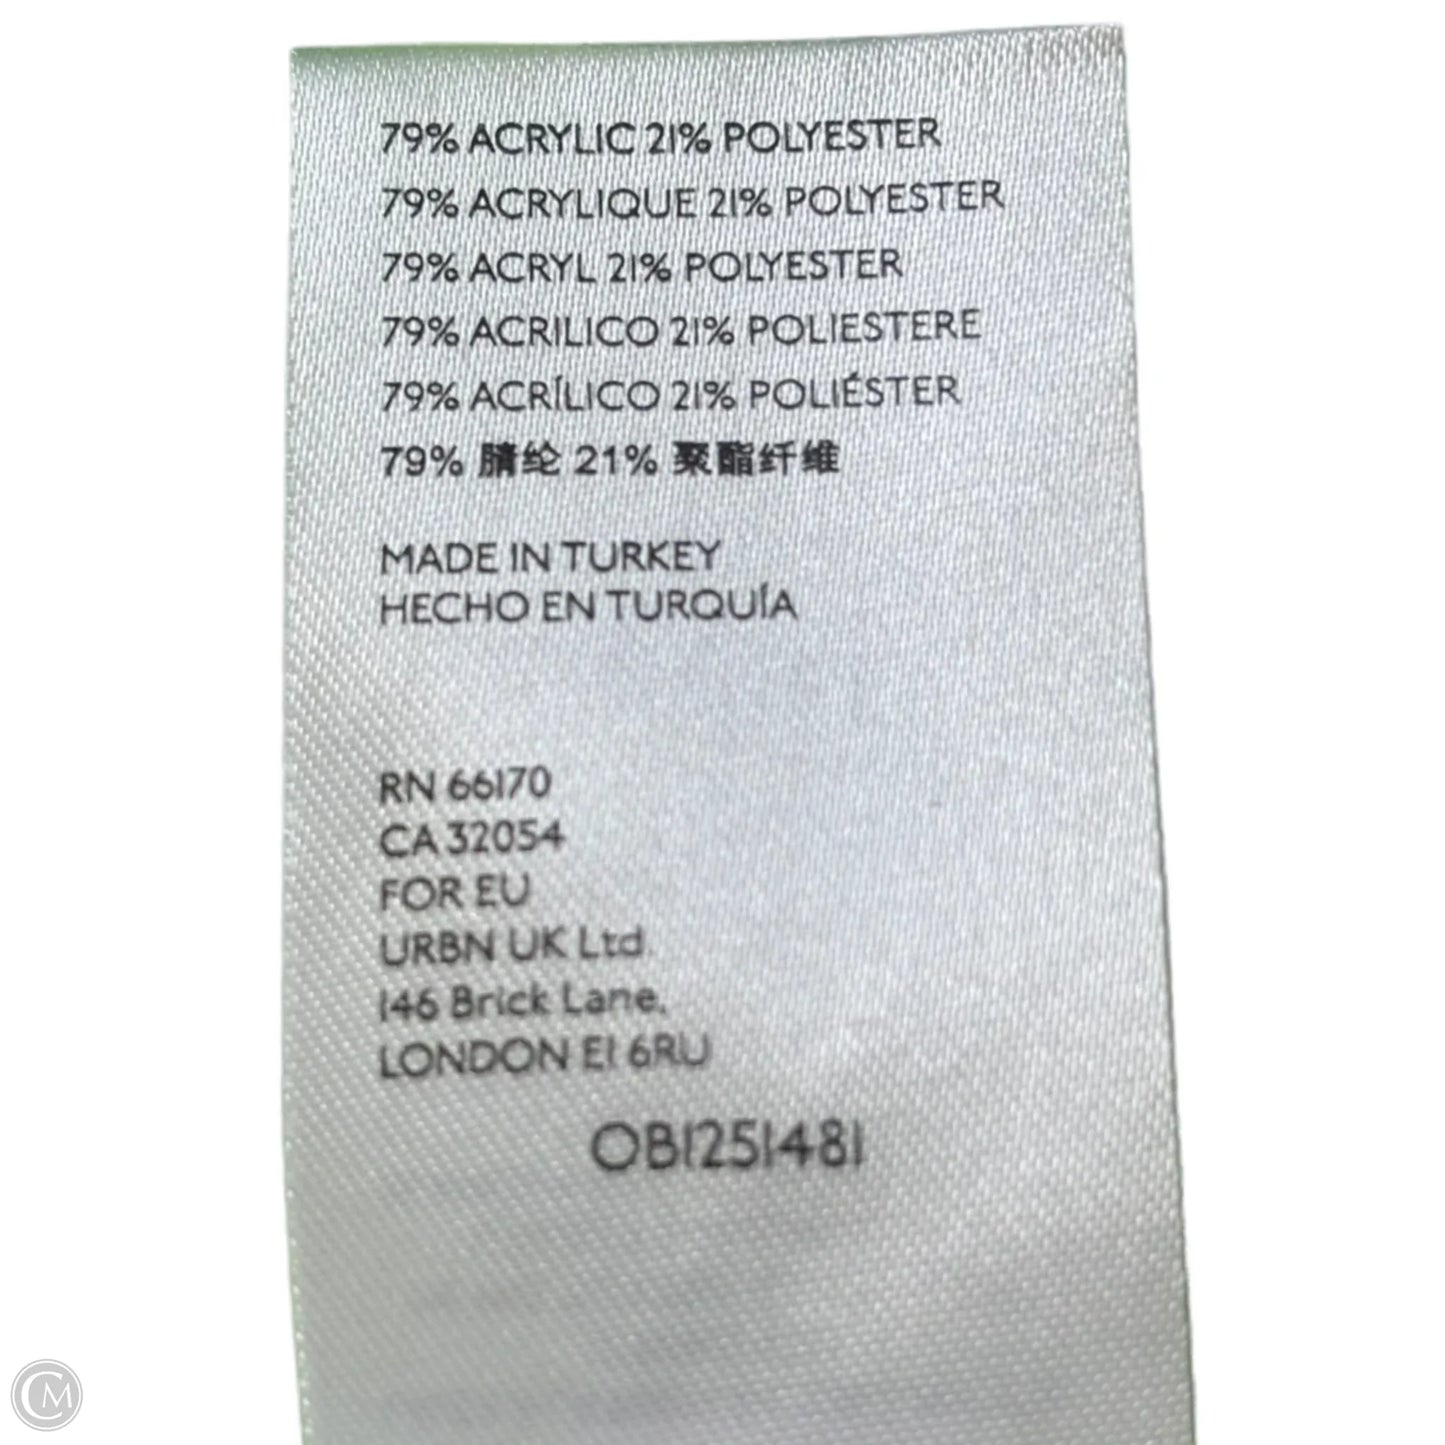 79% ACRYLIC 21% POLYESTER
79% ACRYLIQUE 21% POLYESTER
79% ACRYL 21% POLYESTER
79% ACRILICO 21% POLIESTERE
79% ACRÍLICO 21% POLIÉSTER
79% 腈纶 21% 聚酯纤维
MADE IN TURKEY
HECHO EN TURQUÍA
RN 66170
CA 32054
FOR EU
URBN UK Ltd.
146 Brick Lane,
LONDON E1 6RU
OB1251481
CM